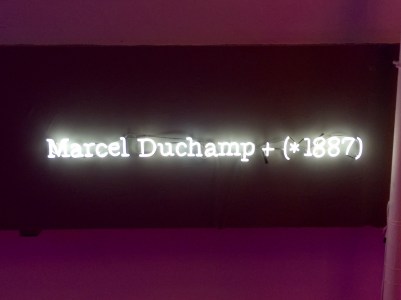 Marcel Duchamp + (*1887)